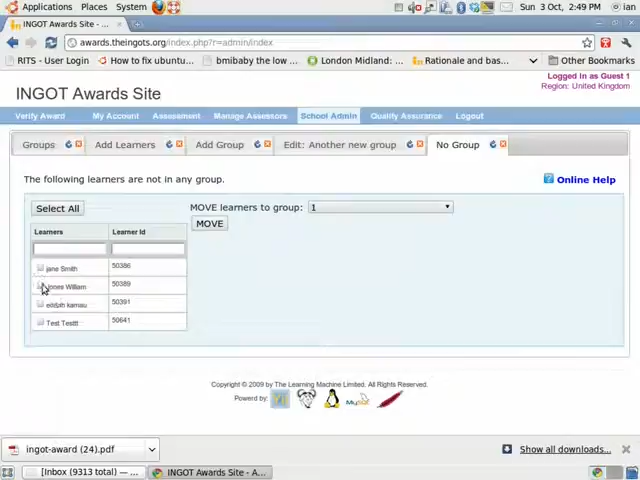 Applications Places System
Sun 3 Oct, 2:49 PM ian
INGOT Awards Site - ...
awards.theingots.org/index.php?r=admin/index
RITS - User Login How to fix ubuntu... bmibaby the low ... London Midland: ... Rationale and bas... Other Bookmarks
Logged in as Guest 1
Region: United Kingdom
INGOT Awards Site
Verify Award My Account Assessment Manage Assessors School Admin Quality Assurance Logout
Groups Add Learners Add Group Edit: Another new group No Group
The following learners are not in any group.
Online Help
Select All
MOVE learners to group: 1
MOVE
Learners Learner Id
jane Smith 50386
jones William 50389
kamau 50391
Test Testtt 50641
Copyright © 2009 by The Learning Machine Limited. All Rights Reserved.
Powerd by:
ingot-award (24).pdf
Show all downloads...
[Inbox (9313 total) — ... INGOT Awards Site - A...